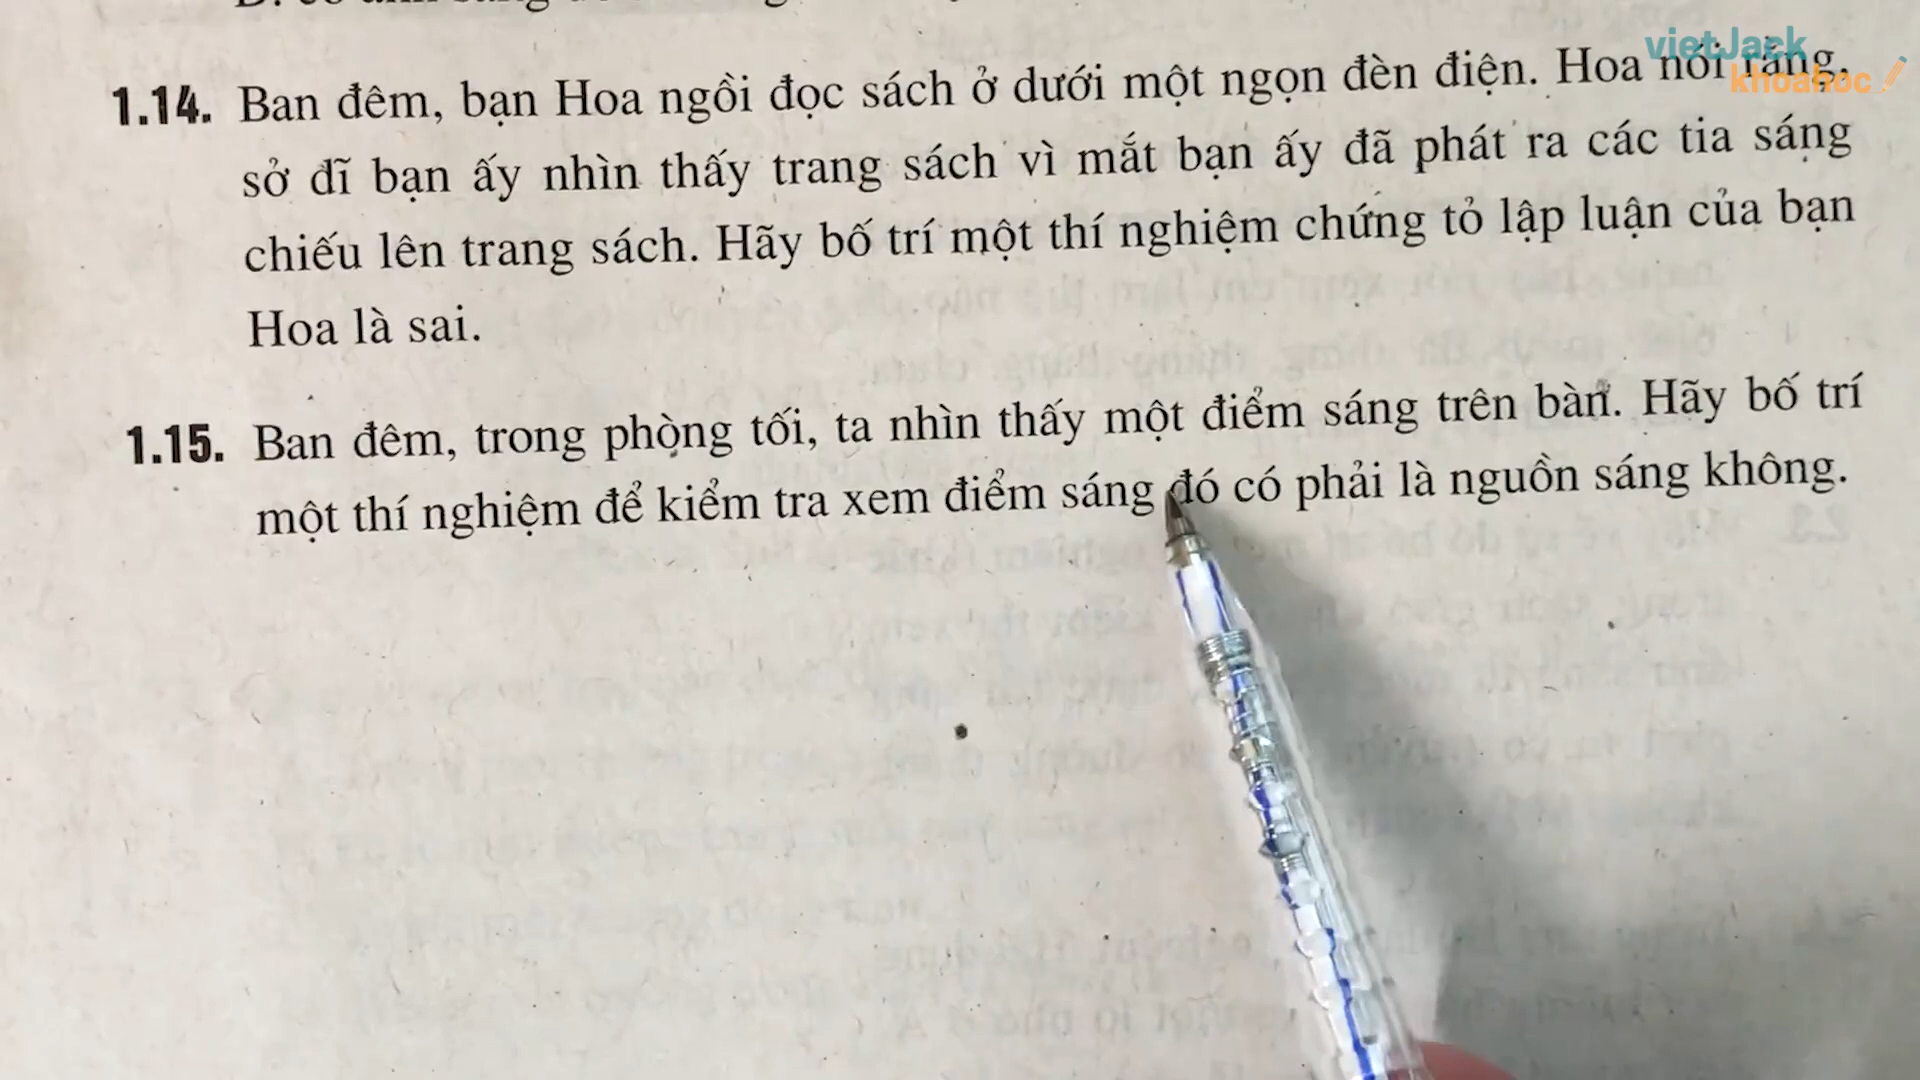 vietJack
khoahoc
1.14. Ban đêm, bạn Hoa ngồi đọc sách ở dưới một ngọn đèn điện. Hoa nói rằng,
sở dĩ bạn ấy nhìn thấy trang sách vì mắt bạn ấy đã phát ra các tia sáng
chiếu lên trang sách. Hãy bố trí một thí nghiệm chứng tỏ lập luận của bạn
Hoa là sai.
1.15. Ban đêm, trong phòng tối, ta nhìn thấy một điểm sáng trên bàn. Hãy bố trí
một thí nghiệm để kiểm tra xem điểm sáng đó có phải là nguồn sáng không.